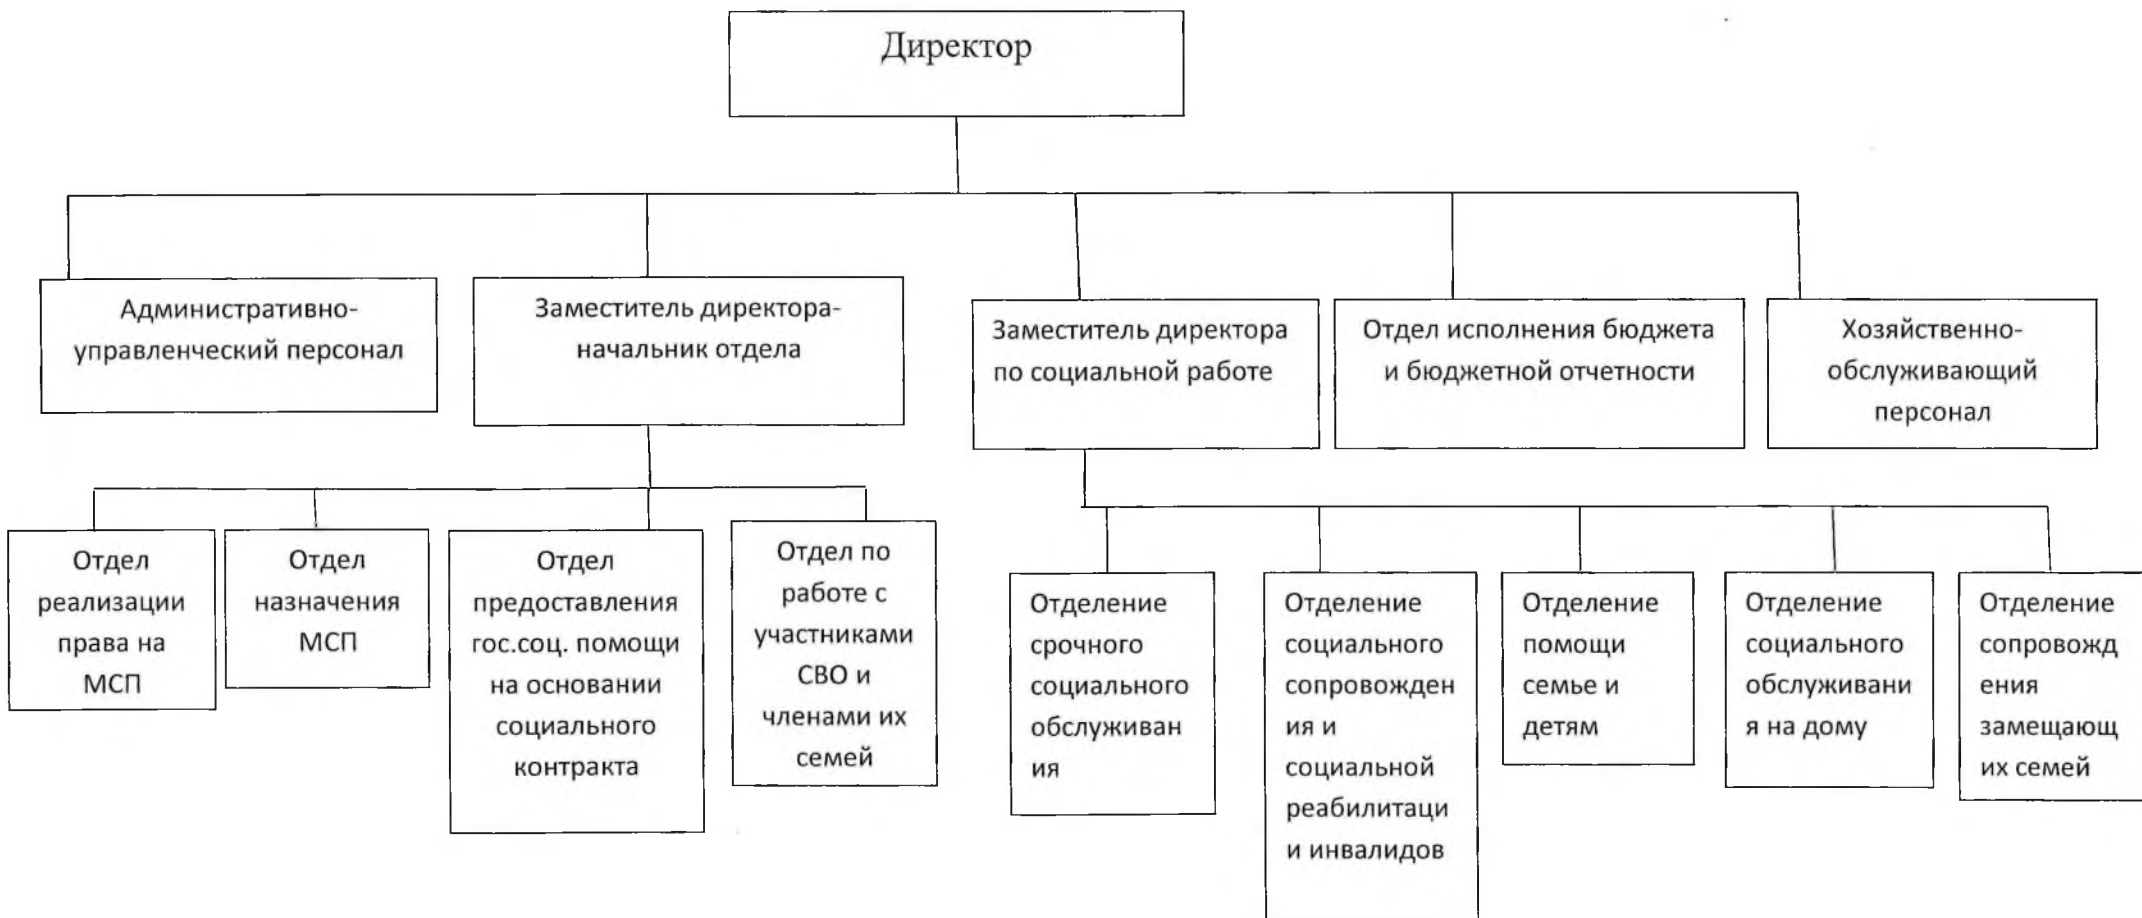 Директор
Административно-
управленческий персонал
Заместитель директора-
начальник отдела
Заместитель директора
по социальной работе
Отдел исполнения бюджета
и бюджетной отчетности
Хозяйственно-
обслуживающий
персонал
Отдел
реализации
права на
МСП
Отдел
назначения
МСП
Отдел
предоставления
гос.соц. помощи
на основании
социального
контракта
Отдел по
работе с
участниками
СВО и
членами их
семей
Отделение
срочного
социального
обслуживан
ия
Отделение
социального
сопровожден
ия и
социальной
реабилитаци
и инвалидов
Отделение
помощи
семье и
детям
Отделение
социального
обслуживани
я на дому
Отделение
сопровожд
ения
замещающ
их семей